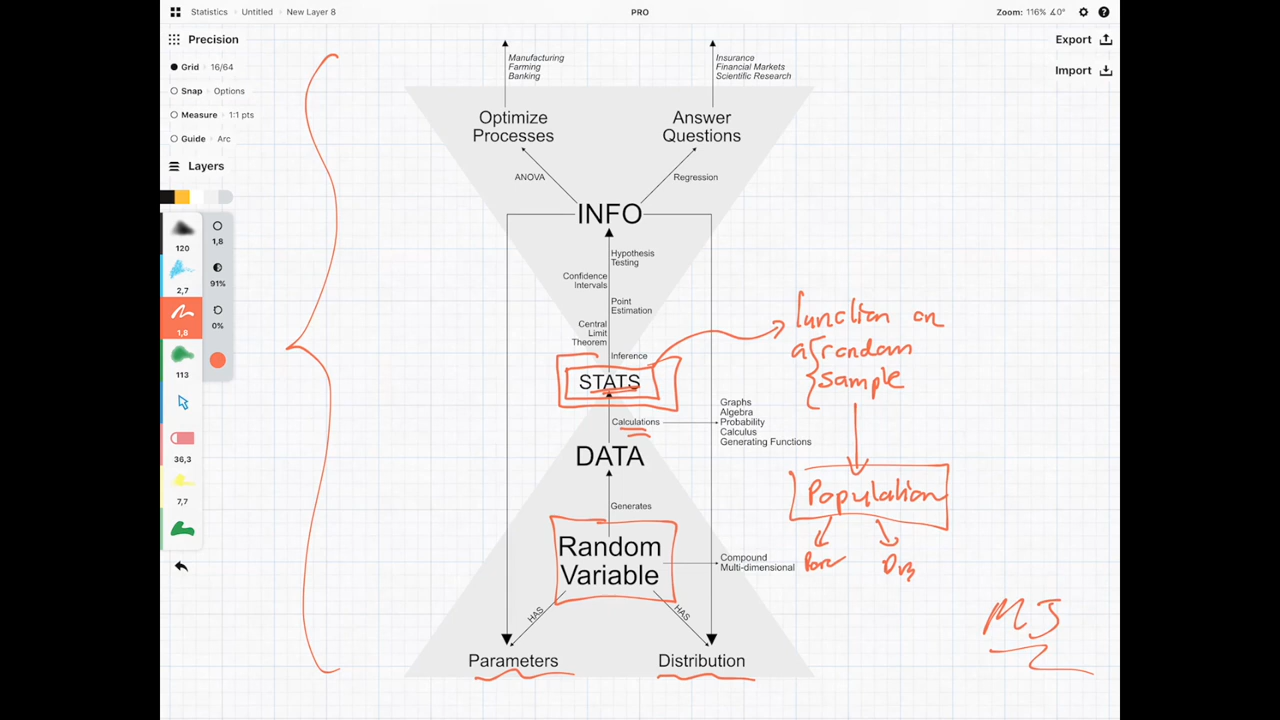 Statistics
Untitled
New Layer 8
PRO
Zoom: 116% ∡0°
Precision
Grid 16/64
Snap Options
Measure 1:1 pts
Guide Arc
Layers
120
2,7
1,8
113
36,3
7,7
1,8
91%
0%
Export
Import
Manufacturing
Farming
Banking
Insurance
Financial Markets
Scientific Research
Optimize
Processes
Answer
Questions
ANOVA
Regression
INFO
Hypothesis
Testing
Confidence
Intervals
Point
Estimation
Central
Limit
Theorem
Inference
STATS
Calculations
Graphs
Algebra
Probability
Calculus
Generating Functions
DATA
Generates
Random
Variable
Compound
Multi-dimensional
HAS
HAS
Parameters
Distribution
function on
a random
sample
Population
MJ